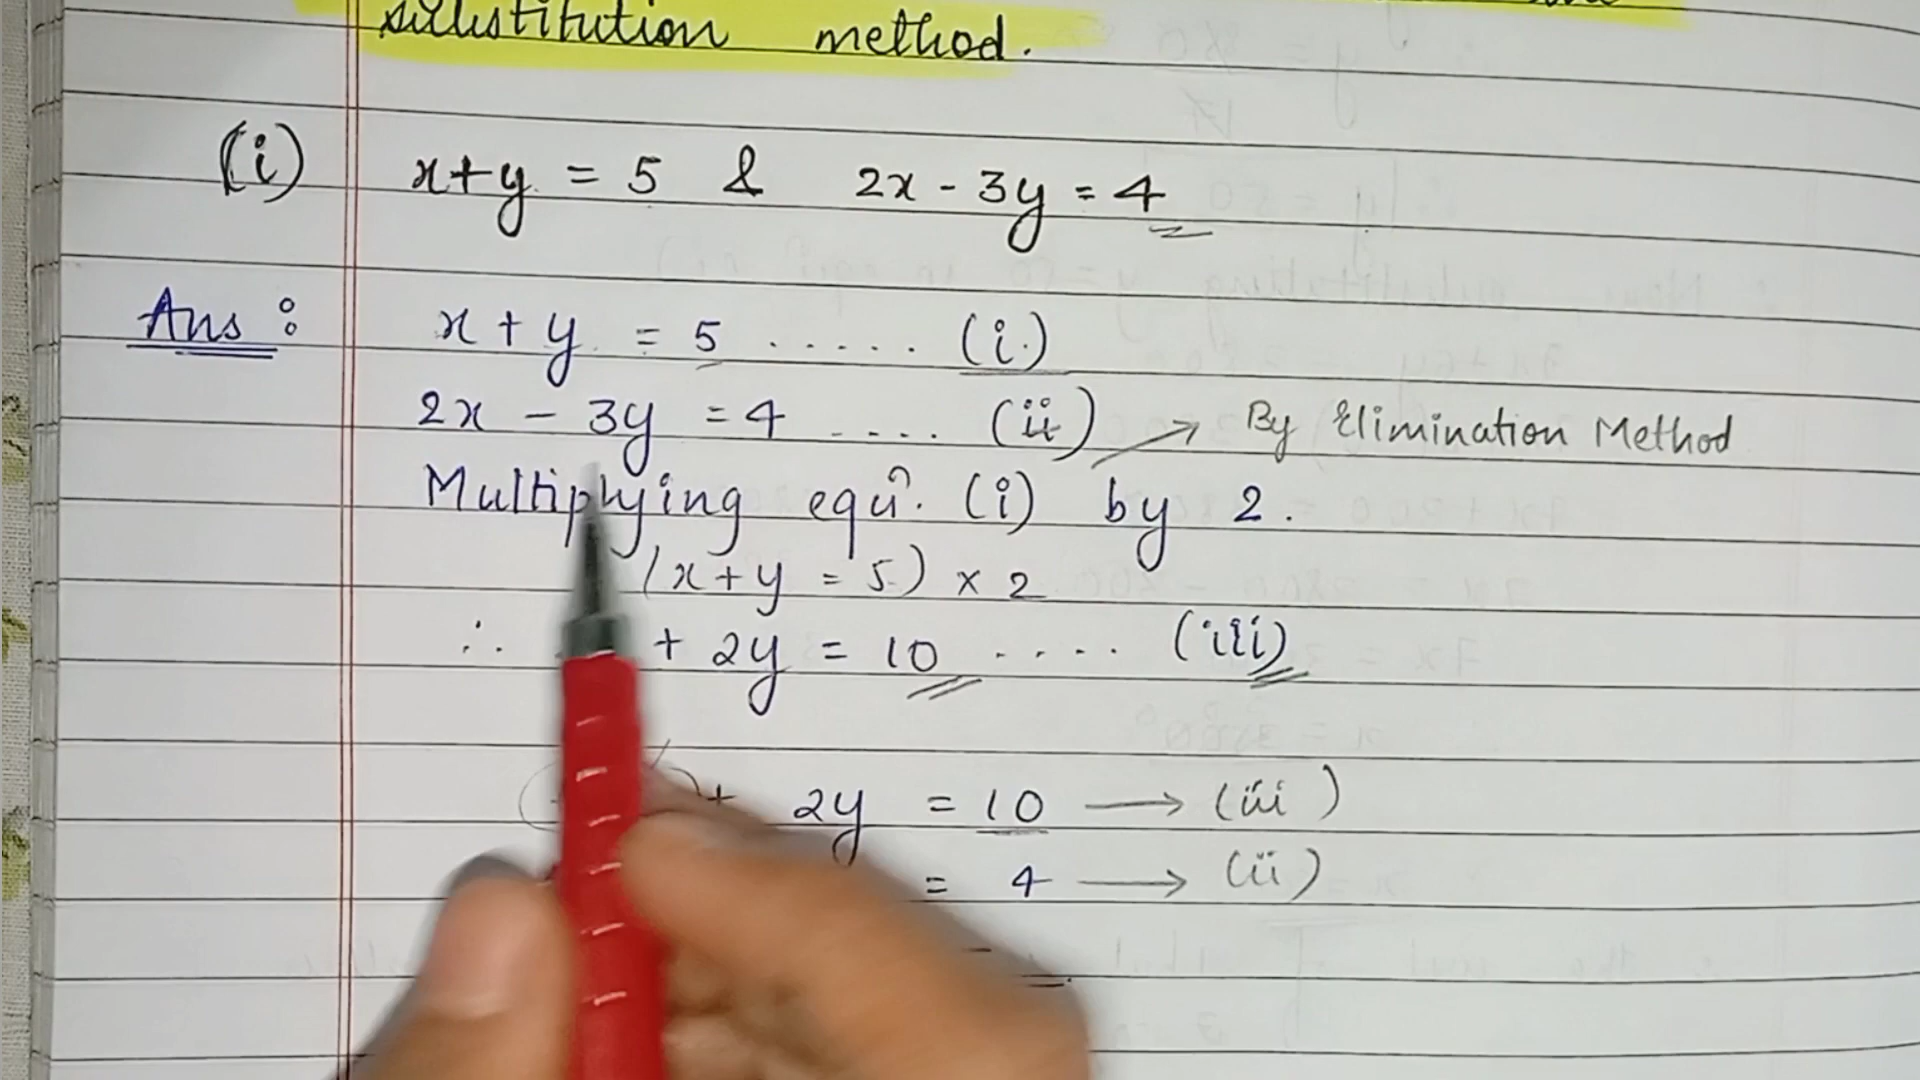 substitution method.
(i) x+y = 5 & 2x - 3y = 4
Ans : x + y = 5 ..... (i)
2x - 3y = 4 .... (ii) → By Elimination Method
Multiplying equⁿ. (i) by 2.
(x+y = 5) × 2
∴ + 2y = 10 .... (iii)
+ 2y = 10 → (iii)
= 4 → (ii)